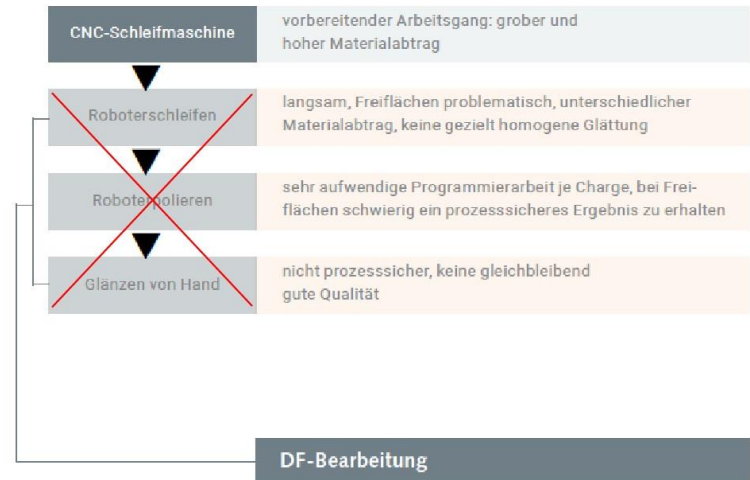 CNC-Schleifmaschine
vorbereitender Arbeitsgang: grober und
hoher Materialabtrag
Roboterschleifen
langsam, Freiflächen problematisch, unterschiedlicher
Materialabtrag, keine gezielt homogene Glättung
Roboterpolieren
sehr aufwendige Programmierarbeit je Charge, bei Frei-
flächen schwierig ein prozesssicheres Ergebnis zu erhalten
Glänzen von Hand
nicht prozesssicher, keine gleichbleibend
gute Qualität
DF-Bearbeitung